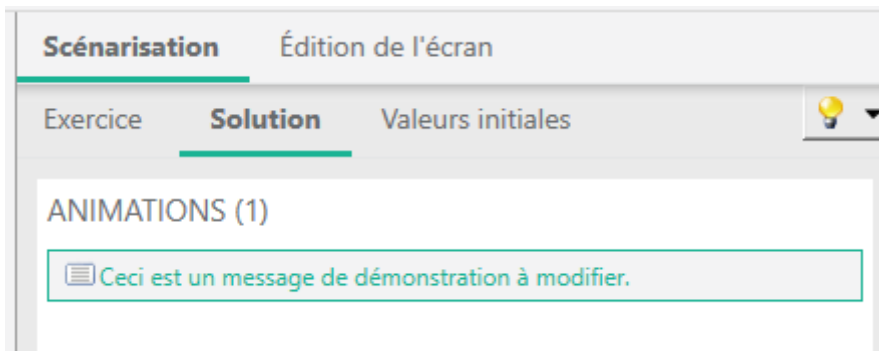 Scénarisation Édition de l'écran
Exercice Solution Valeurs initiales
ANIMATIONS (1)
Ceci est un message de démonstration à modifier.